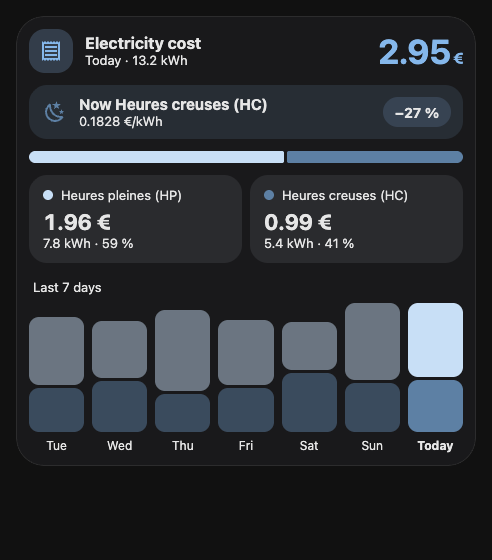 Electricity cost
Today · 13.2 kWh
2.95 €
Now Heures creuses (HC)
0.1828 €/kWh
−27 %
Heures pleines (HP)
1.96 €
7.8 kWh · 59 %
Heures creuses (HC)
0.99 €
5.4 kWh · 41 %
Last 7 days
Tue Wed Thu Fri Sat Sun Today